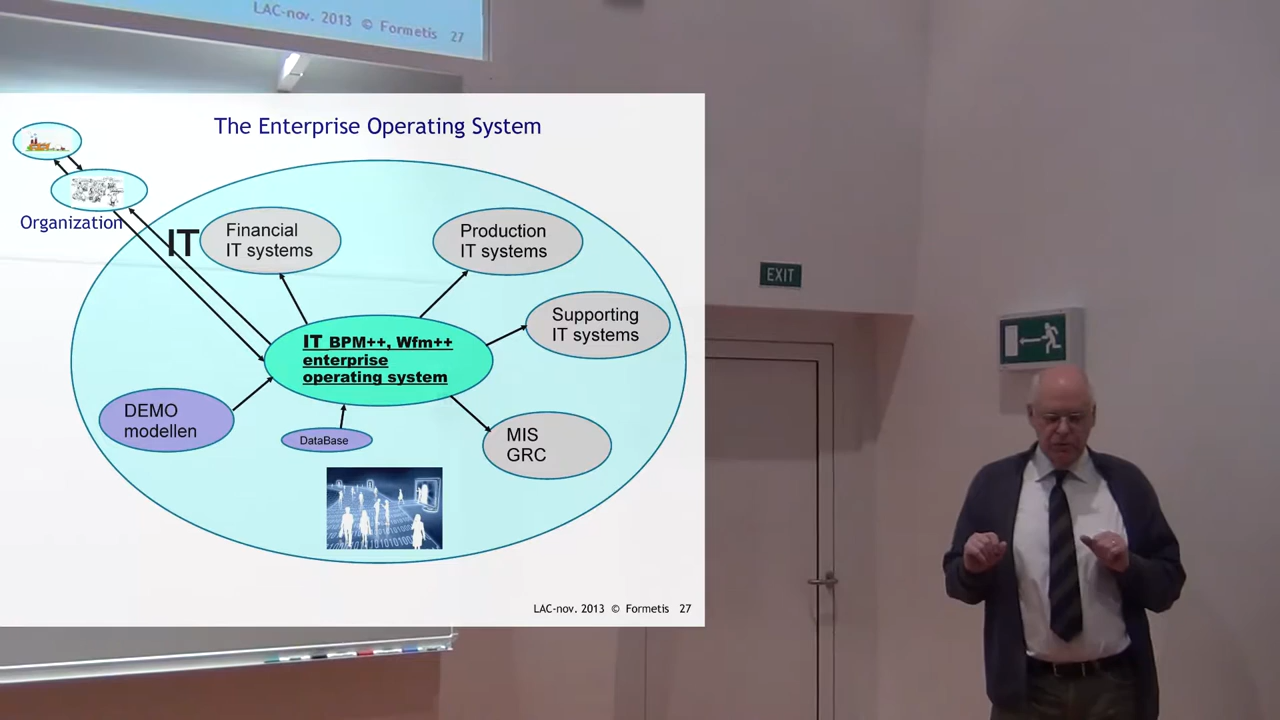 LAC-nov. 2013 © Formetis 27
The Enterprise Operating System
Organization
IT
Financial
IT systems
Production
IT systems
Supporting
IT systems
IT BPM++, Wfm++
enterprise
operating system
DEMO
modellen
DataBase
MIS
GRC
LAC-nov. 2013 © Formetis 27
EXIT